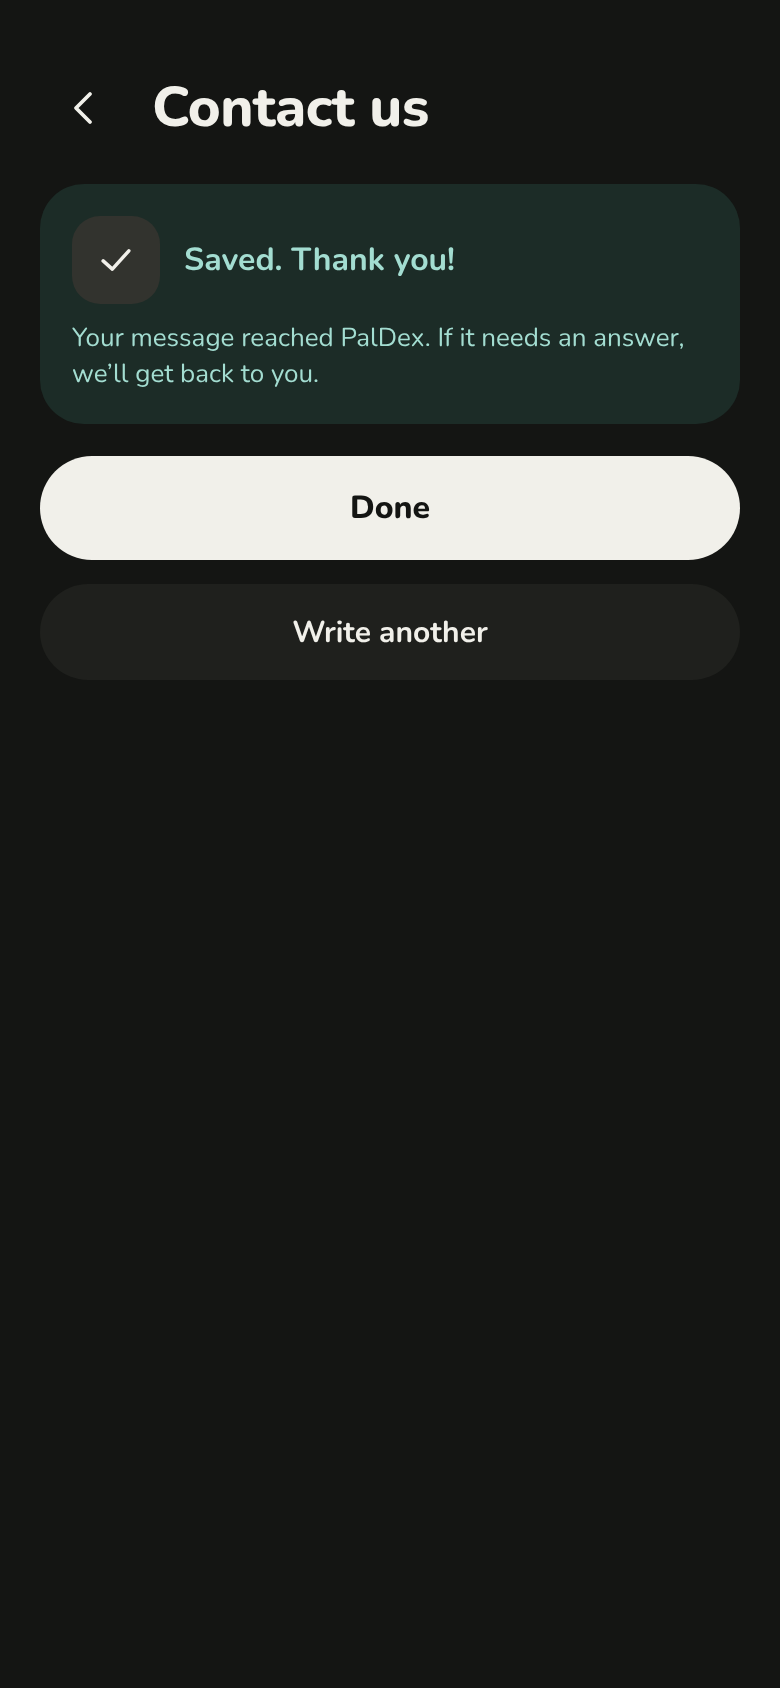 Contact us
Saved. Thank you!
Your message reached PalDex. If it needs an answer,
we’ll get back to you.
Done
Write another